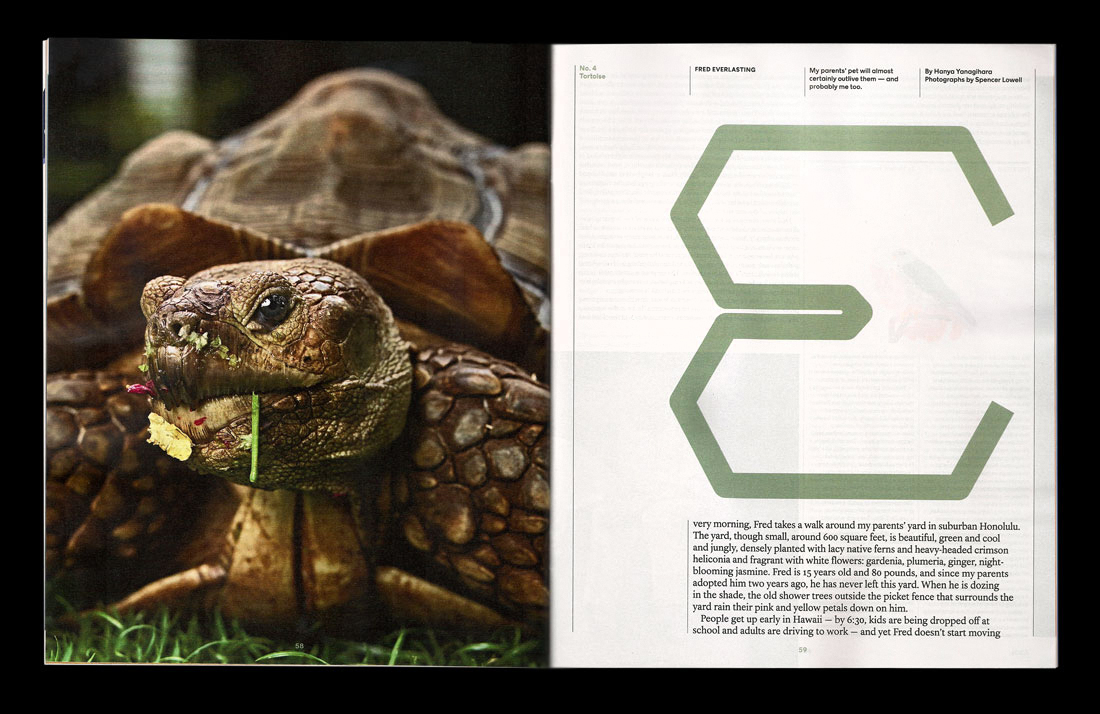 No. 4
Tortoise
FRED EVERLASTING
My parents' pet will almost
certainly outlive them — and
probably me too.
By Hanya Yanagihara
Photographs by Spencer Lowell
E
very morning, Fred takes a walk around my parents' yard in suburban Honolulu.
The yard, though small, around 600 square feet, is beautiful, green and cool
and jungly, densely planted with lacy native ferns and heavy-headed crimson
heliconia and fragrant with white flowers: gardenia, plumeria, ginger, night-
blooming jasmine. Fred is 15 years old and 80 pounds, and since my parents
adopted him two years ago, he has never left this yard. When he is dozing
in the shade, the old shower trees outside the picket fence that surrounds the
yard rain their pink and yellow petals down on him.
People get up early in Hawaii — by 6:30, kids are being dropped off at
school and adults are driving to work — and yet Fred doesn't start moving
58
59